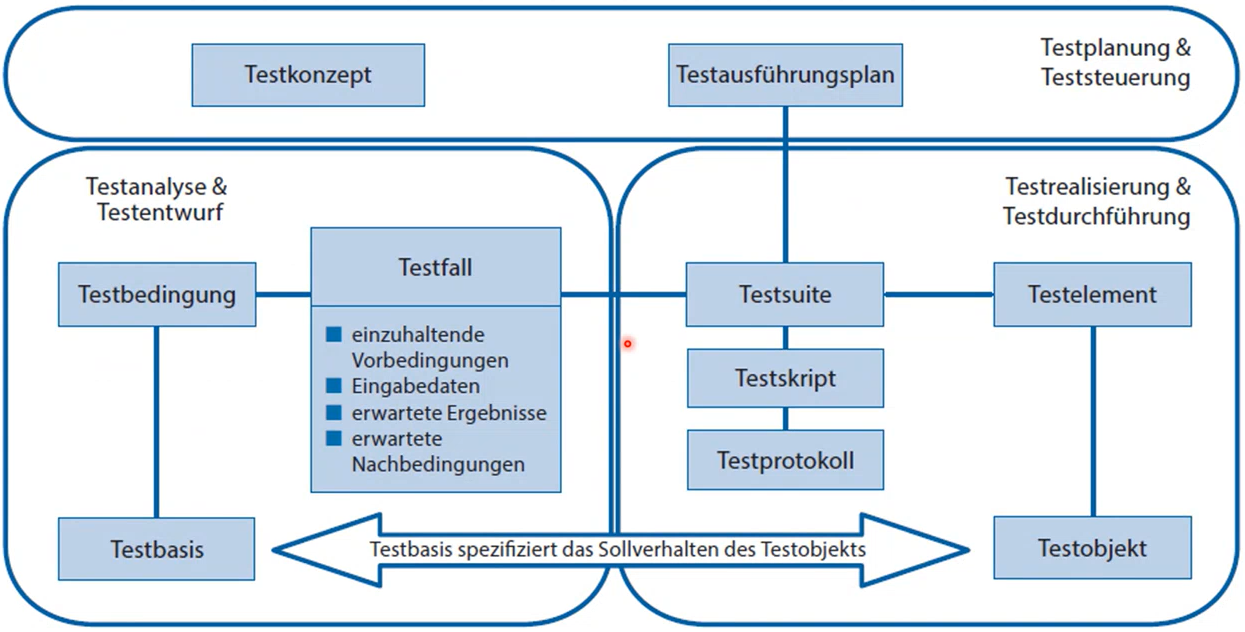 Testkonzept
Testausführungsplan
Testplanung &
Teststeuerung
Testanalyse &
Testentwurf
Testrealisierung &
Testdurchführung
Testbedingung
Testfall
einzuhaltende
Vorbedingungen
Eingabedaten
erwartete Ergebnisse
erwartete
Nachbedingungen
Testsuite
Testelement
Testskript
Testprotokoll
Testbasis
Testbasis spezifiziert das Sollverhalten des Testobjekts
Testobjekt